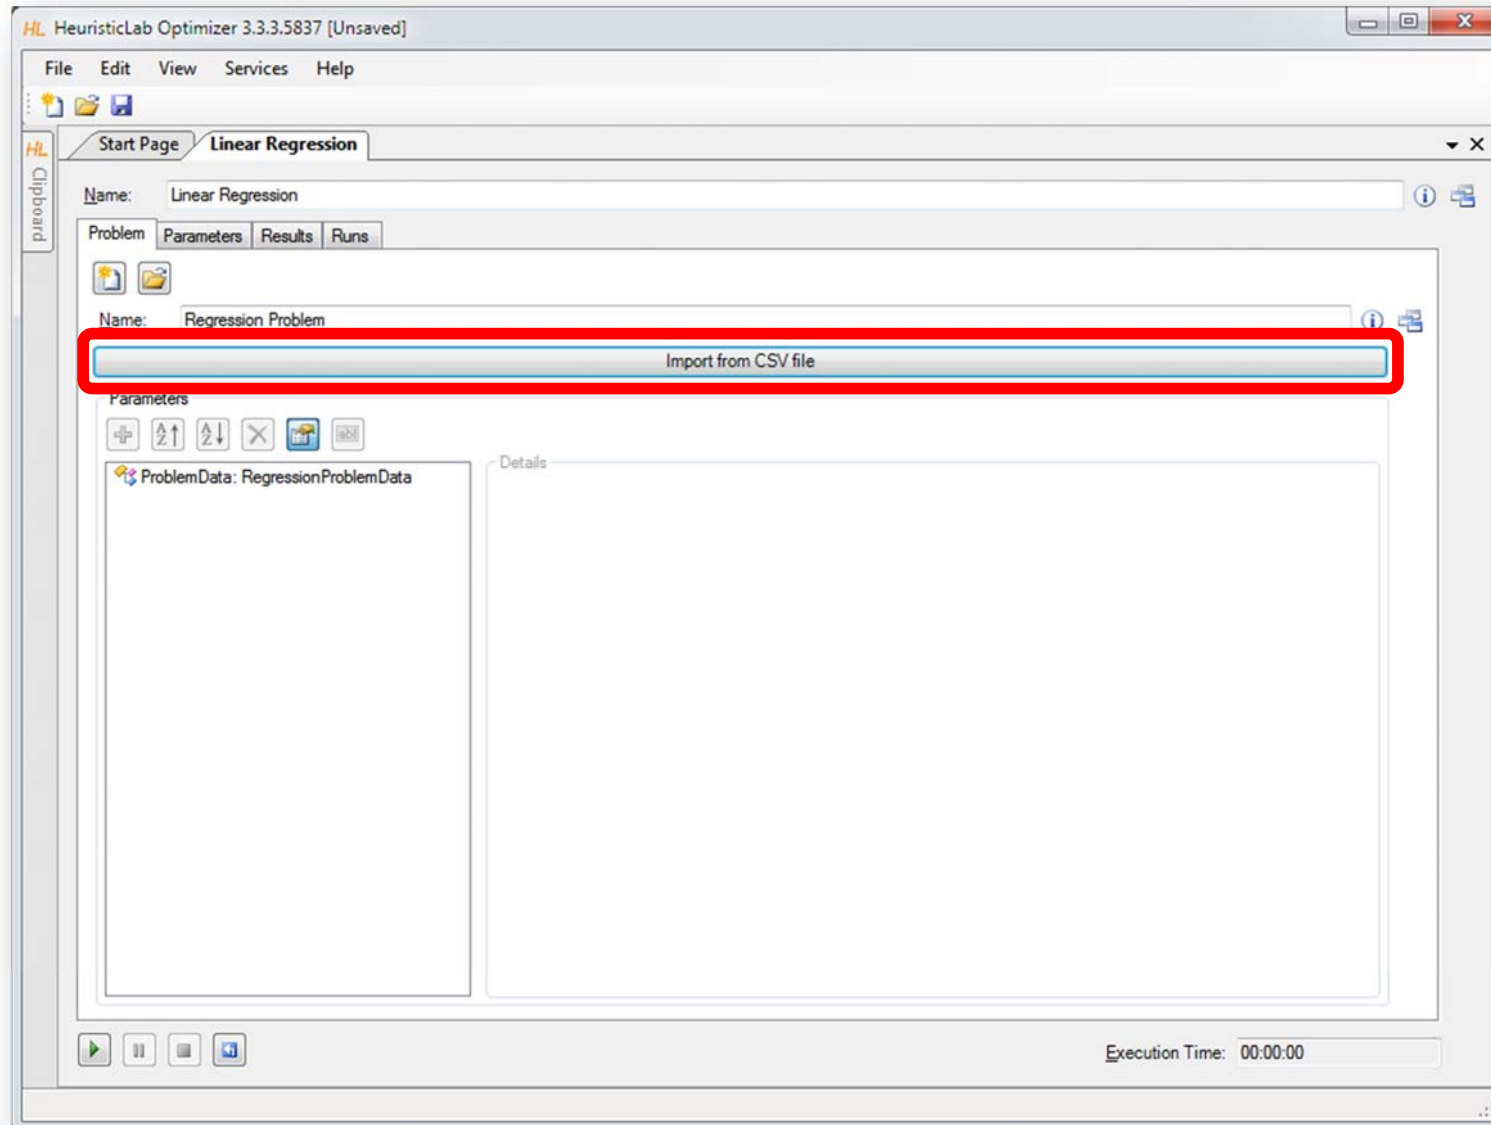 HL HeuristicLab Optimizer 3.3.3.5837 [Unsaved]
File Edit View Services Help
HL Clipboard
Start Page Linear Regression
Name: Linear Regression
Problem Parameters Results Runs
Name: Regression Problem
Import from CSV file
Parameters
A Z A Z abl
ProblemData: RegressionProblemData
Details
Execution Time: 00:00:00